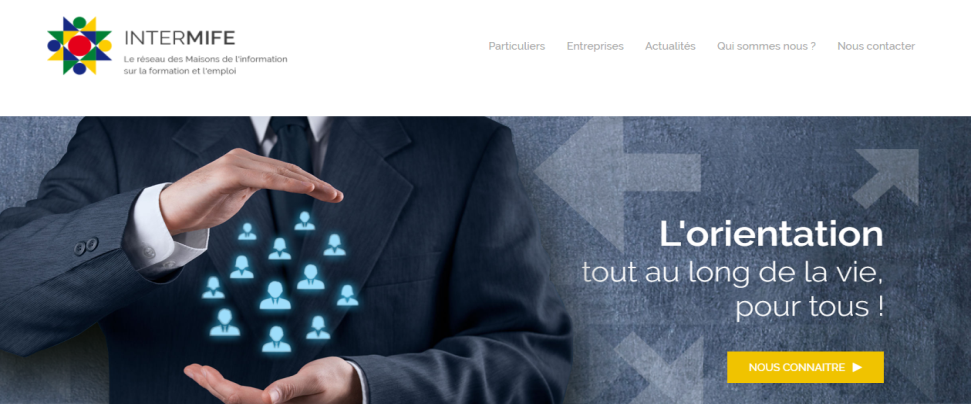 INTERMIFE
Le réseau des Maisons de l'information
sur la formation et l'emploi
Particuliers Entreprises Actualités Qui sommes nous ? Nous contacter
L'orientation
tout au long de la vie,
pour tous !
NOUS CONNAITRE